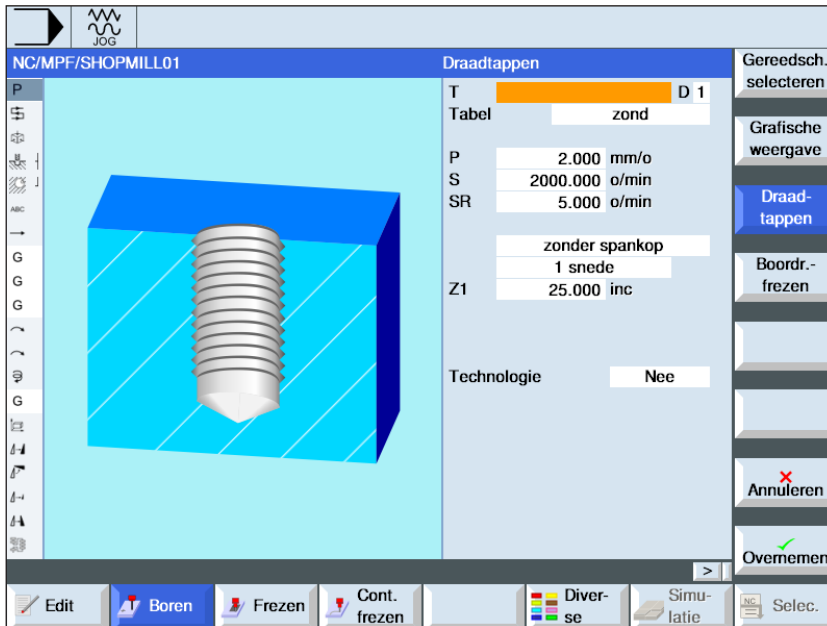 JOG
NC/MPF/SHOPMILL01
Draadtappen
Gereedsch.
selecteren
P
T
D 1
Tabel
zond
Grafische
weergave
P 2.000 mm/o
S 2000.000 o/min
SR 5.000 o/min
Draad-
tappen
ABC
zonder spankop
1 snede
Z1 25.000 inc
Boordr.-
frezen
G
G
G
Technologie Nee
G
Annuleren
Overnemen
>
Edit
Boren
Frezen
Cont.
frezen
Diver-
se
Simu-
latie
NC
Selec.